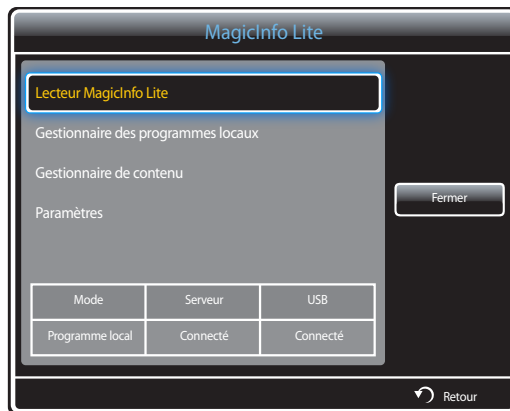 MagicInfo Lite
Lecteur MagicInfo Lite
Gestionnaire des programmes locaux
Gestionnaire de contenu
Paramètres
Fermer
Mode Serveur USB
Programme local Connecté Connecté
Retour